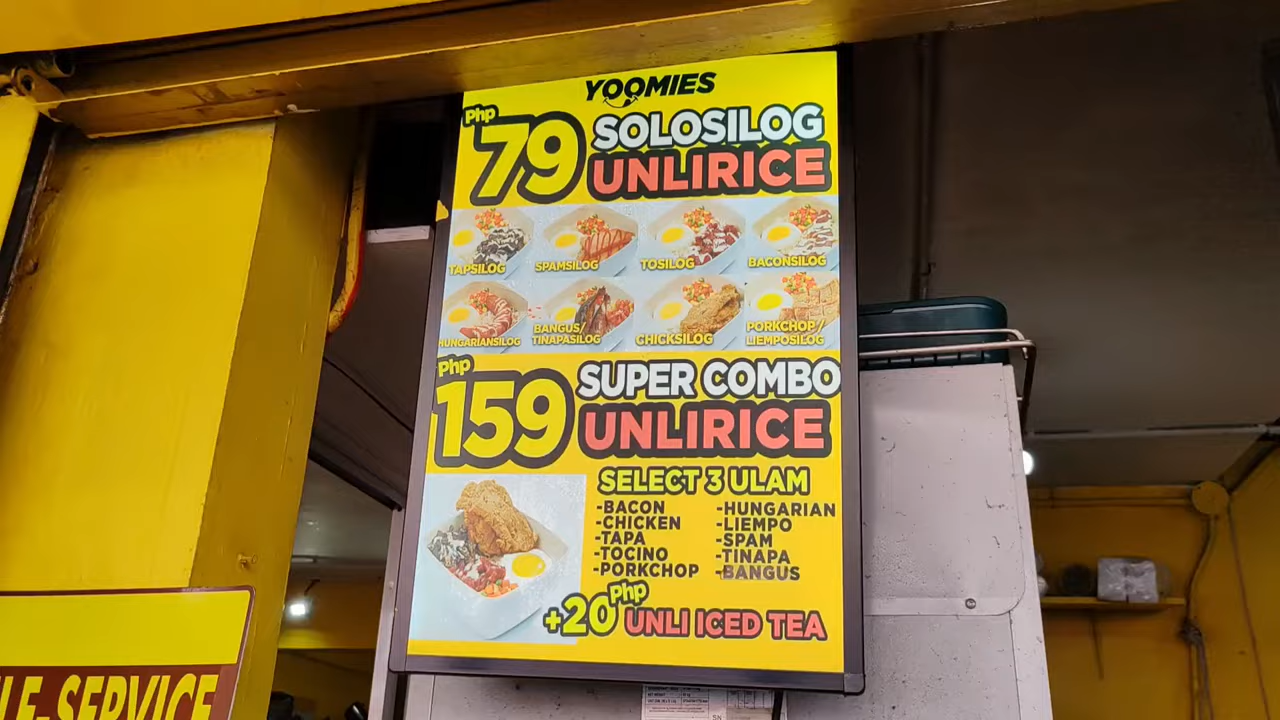 YOOMIES
Php 79 SOLOSILOG
UNLIRICE
TAPSILOG SPAMSILOG TOSILOG BACONSILOG
HUNGARIANSILOG BANGUS/ TINAPASILOG CHICKSILOG PORKCHOP/ LIEMPOSILOG
Php 159 SUPER COMBO
UNLIRICE
SELECT 3 ULAM
-BACON -HUNGARIAN
-CHICKEN -LIEMPO
-TAPA -SPAM
-TOCINO -TINAPA
-PORKCHOP -BANGUS
+20 Php UNLI ICED TEA
LF-SERVICE
SN